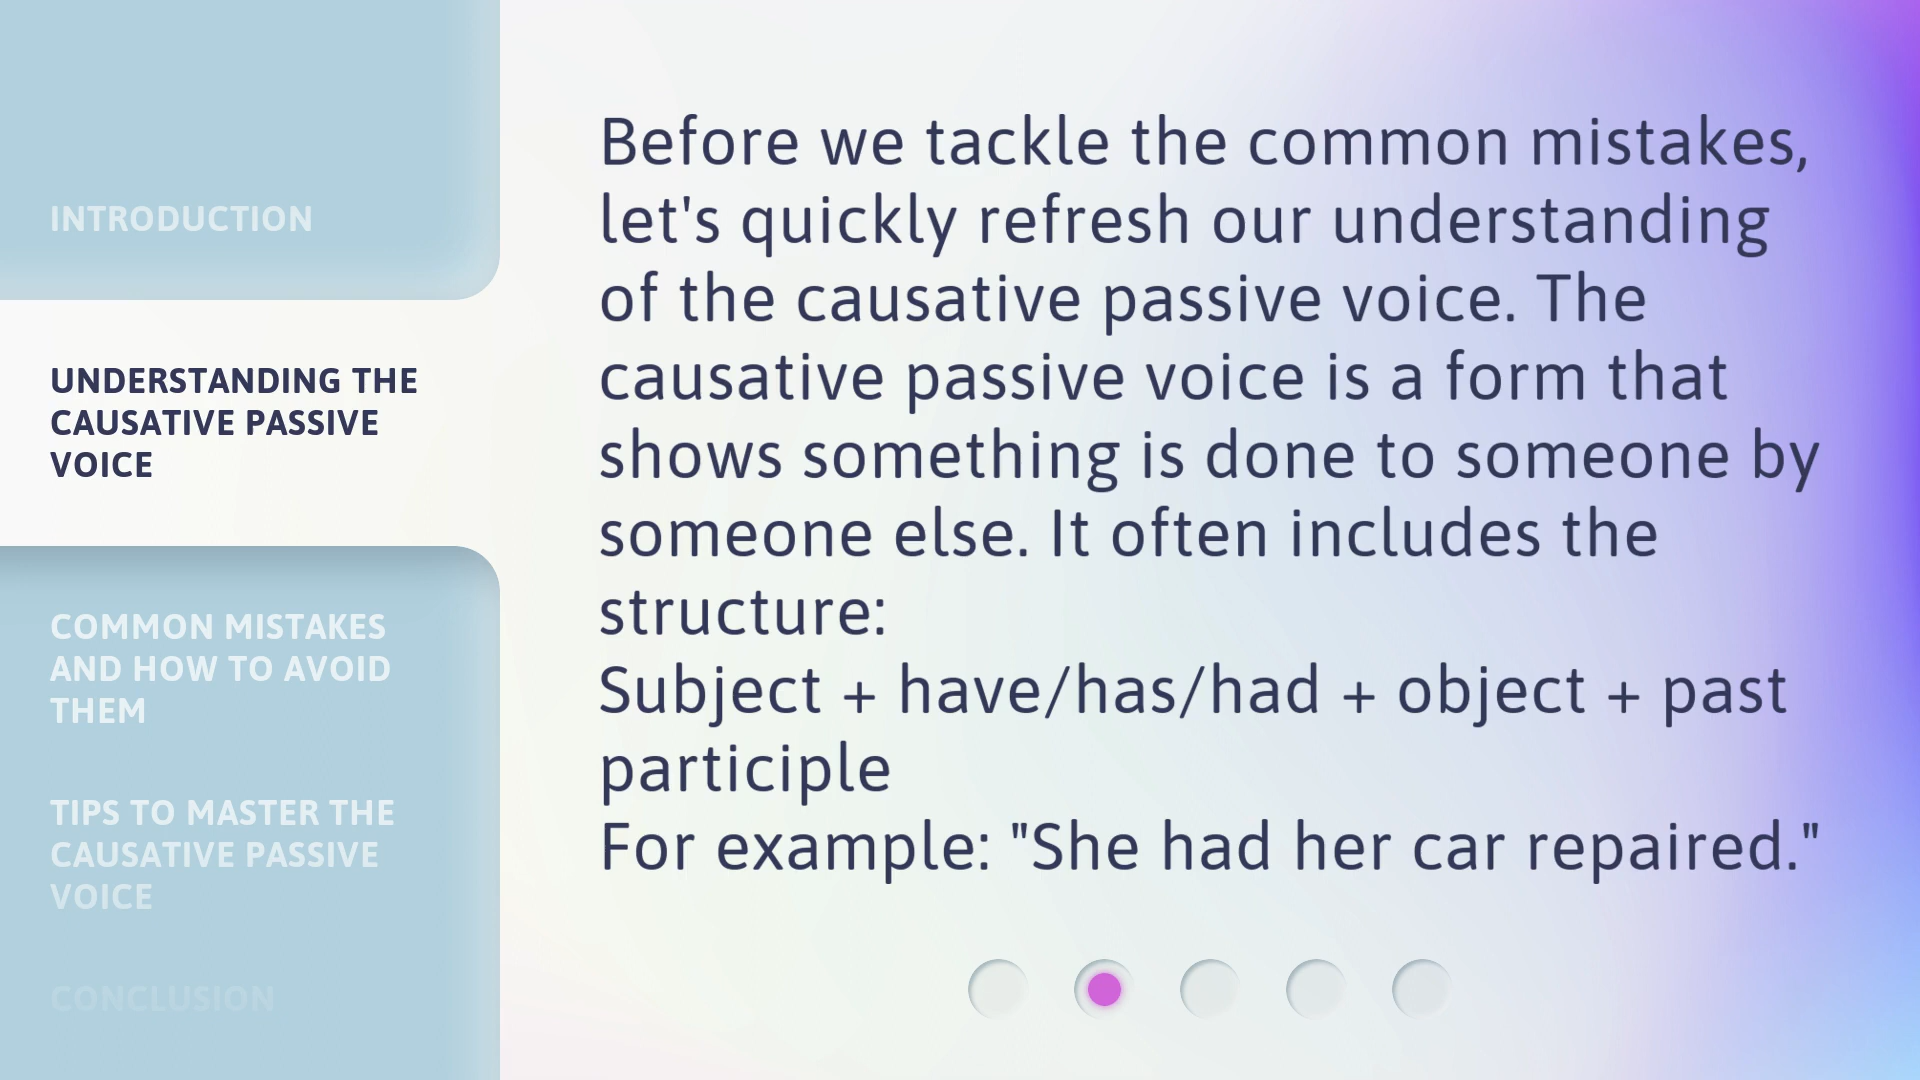 INTRODUCTION
UNDERSTANDING THE
CAUSATIVE PASSIVE
VOICE
COMMON MISTAKES
AND HOW TO AVOID
THEM
TIPS TO MASTER THE
CAUSATIVE PASSIVE
VOICE
CONCLUSION
Before we tackle the common mistakes,
let's quickly refresh our understanding
of the causative passive voice. The
causative passive voice is a form that
shows something is done to someone by
someone else. It often includes the
structure:
Subject + have/has/had + object + past
participle
For example: "She had her car repaired."